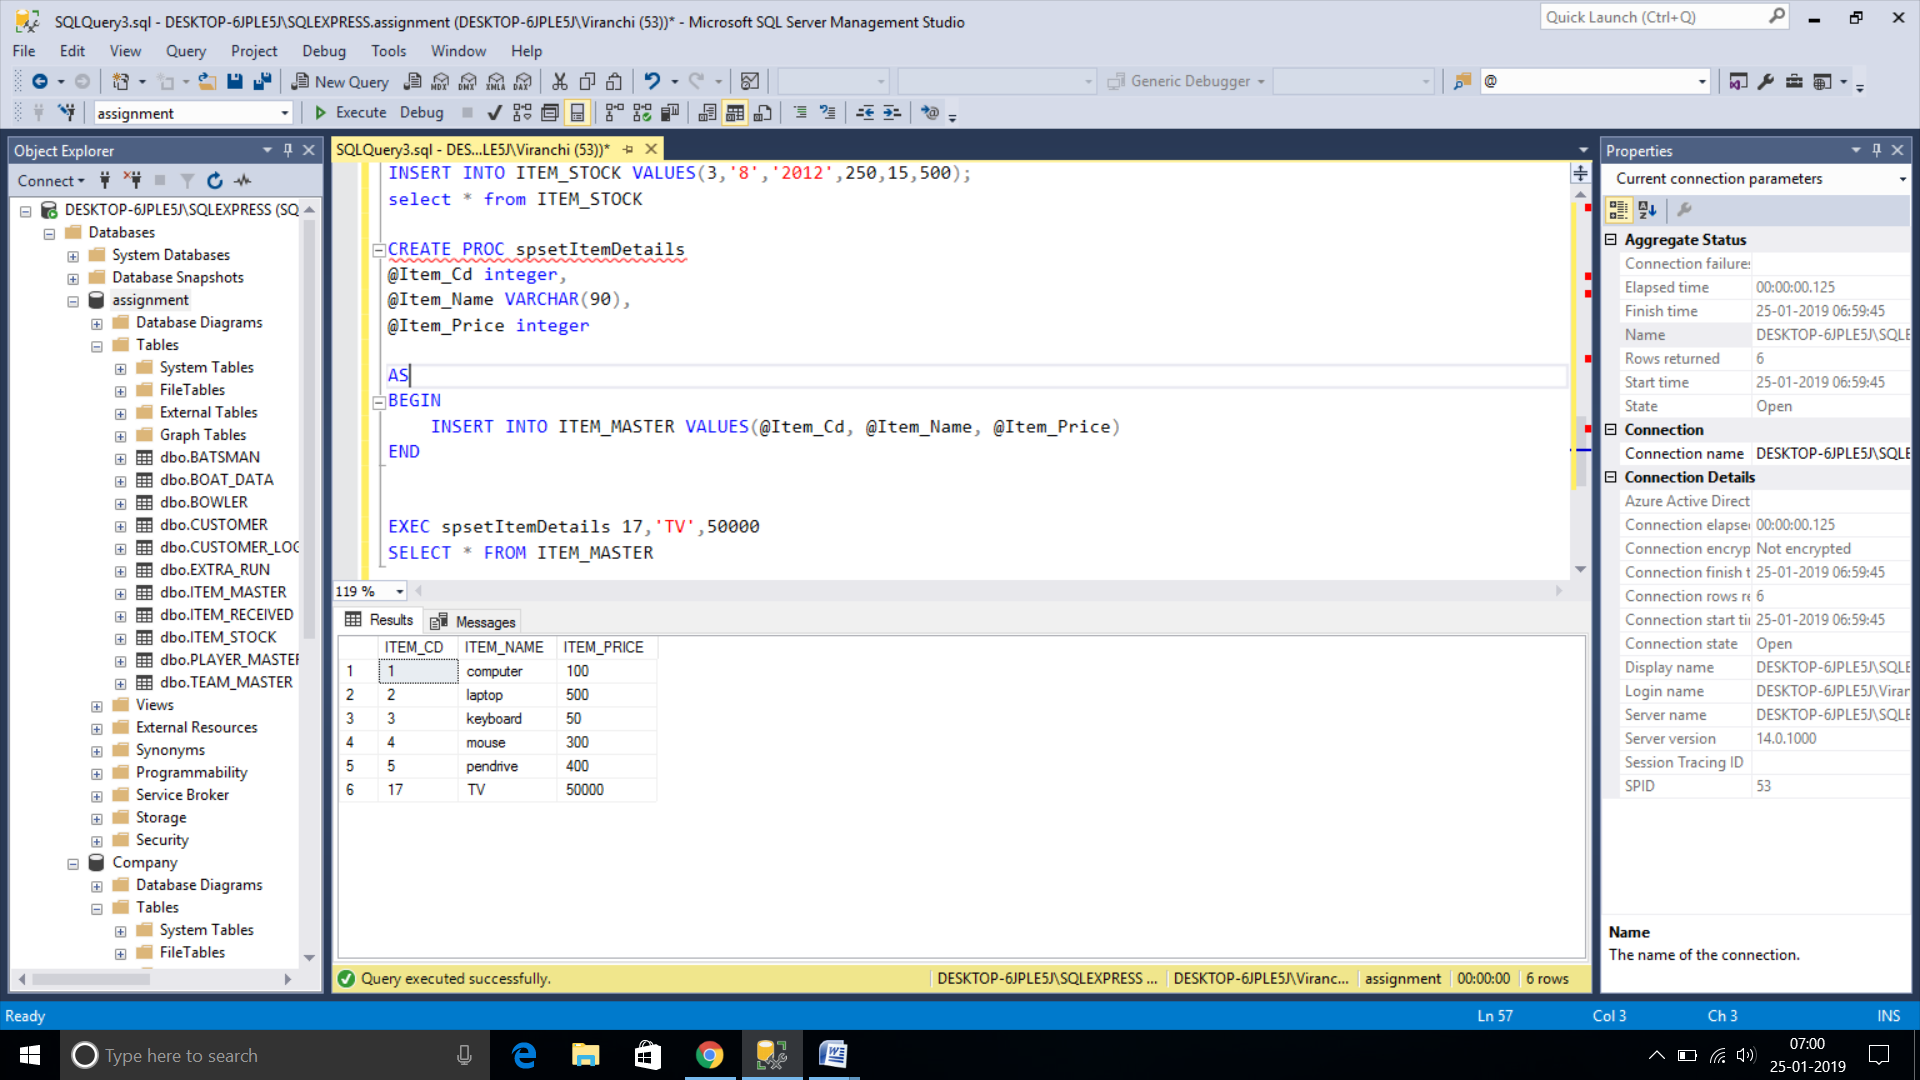 SQLQuery3.sql - DESKTOP-6JPLE5J\SQLEXPRESS.assignment (DESKTOP-6JPLE5J\Viranchi (53))* - Microsoft SQL Server Management Studio
Quick Launch (Ctrl+Q)
File Edit View Query Project Debug Tools Window Help
New Query
MDX DMX XMLA DAX
Generic Debugger
@
assignment
Execute Debug
Object Explorer
Connect
DESKTOP-6JPLE5J\SQLEXPRESS (SQ
Databases
System Databases
Database Snapshots
assignment
Database Diagrams
Tables
System Tables
FileTables
External Tables
Graph Tables
dbo.BATSMAN
dbo.BOAT_DATA
dbo.BOWLER
dbo.CUSTOMER
dbo.CUSTOMER_LOG
dbo.EXTRA_RUN
dbo.ITEM_MASTER
dbo.ITEM_RECEIVED
dbo.ITEM_STOCK
dbo.PLAYER_MASTER
dbo.TEAM_MASTER
Views
External Resources
Synonyms
Programmability
Service Broker
Storage
Security
Company
Database Diagrams
Tables
System Tables
FileTables
SQLQuery3.sql - DES...LE5J\Viranchi (53))*
INSERT INTO ITEM_STOCK VALUES(3,'8','2012',250,15,500);
select * from ITEM_STOCK
CREATE PROC spsetItemDetails
@Item_Cd integer,
@Item_Name VARCHAR(90),
@Item_Price integer
AS
BEGIN
INSERT INTO ITEM_MASTER VALUES(@Item_Cd, @Item_Name, @Item_Price)
END
EXEC spsetItemDetails 17,'TV',50000
SELECT * FROM ITEM_MASTER
119 %
Results Messages
ITEM_CD ITEM_NAME ITEM_PRICE
1 1 computer 100
2 2 laptop 500
3 3 keyboard 50
4 4 mouse 300
5 5 pendrive 400
6 17 TV 50000
Query executed successfully. DESKTOP-6JPLE5J\SQLEXPRESS ... DESKTOP-6JPLE5J\Viranc... assignment 00:00:00 6 rows
Properties
Current connection parameters
Aggregate Status
Connection failures
Elapsed time 00:00:00.125
Finish time 25-01-2019 06:59:45
Name DESKTOP-6JPLE5J\SQLE
Rows returned 6
Start time 25-01-2019 06:59:45
State Open
Connection
Connection name DESKTOP-6JPLE5J\SQLE
Connection Details
Azure Active Direct
Connection elapse 00:00:00.125
Connection encryp Not encrypted
Connection finish t 25-01-2019 06:59:45
Connection rows re 6
Connection start ti 25-01-2019 06:59:45
Connection state Open
Display name DESKTOP-6JPLE5J\SQLE
Login name DESKTOP-6JPLE5J\Viran
Server name DESKTOP-6JPLE5J\SQLE
Server version 14.0.1000
Session Tracing ID
SPID 53
Name
The name of the connection.
Ready Ln 57 Col 3 Ch 3 INS
Type here to search
07:00
25-01-2019